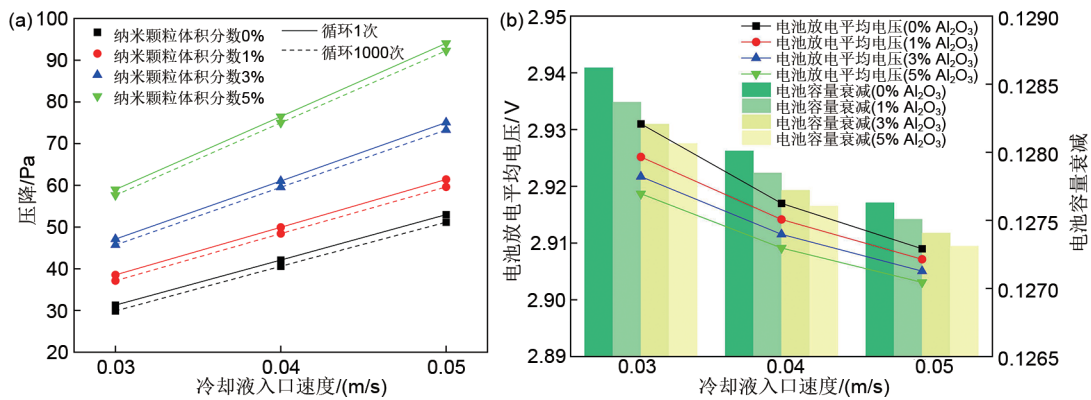 (a)
纳米颗粒体积分数0%
纳米颗粒体积分数1%
纳米颗粒体积分数3%
纳米颗粒体积分数5%
循环1次
循环1000次
压降/Pa
100
90
80
70
60
50
40
30
20
0.03
0.04
0.05
冷却液入口速度/(m/s)
(b)
电池放电平均电压(0% Al₂O₃)
电池放电平均电压(1% Al₂O₃)
电池放电平均电压(3% Al₂O₃)
电池放电平均电压(5% Al₂O₃)
电池容量衰减(0% Al₂O₃)
电池容量衰减(1% Al₂O₃)
电池容量衰减(3% Al₂O₃)
电池容量衰减(5% Al₂O₃)
电池放电平均电压/V
2.95
2.94
2.93
2.92
2.91
2.90
2.89
0.03
0.04
0.05
冷却液入口速度/(m/s)
0.1290
0.1285
0.1280
0.1275
0.1270
0.1265
电池容量衰减